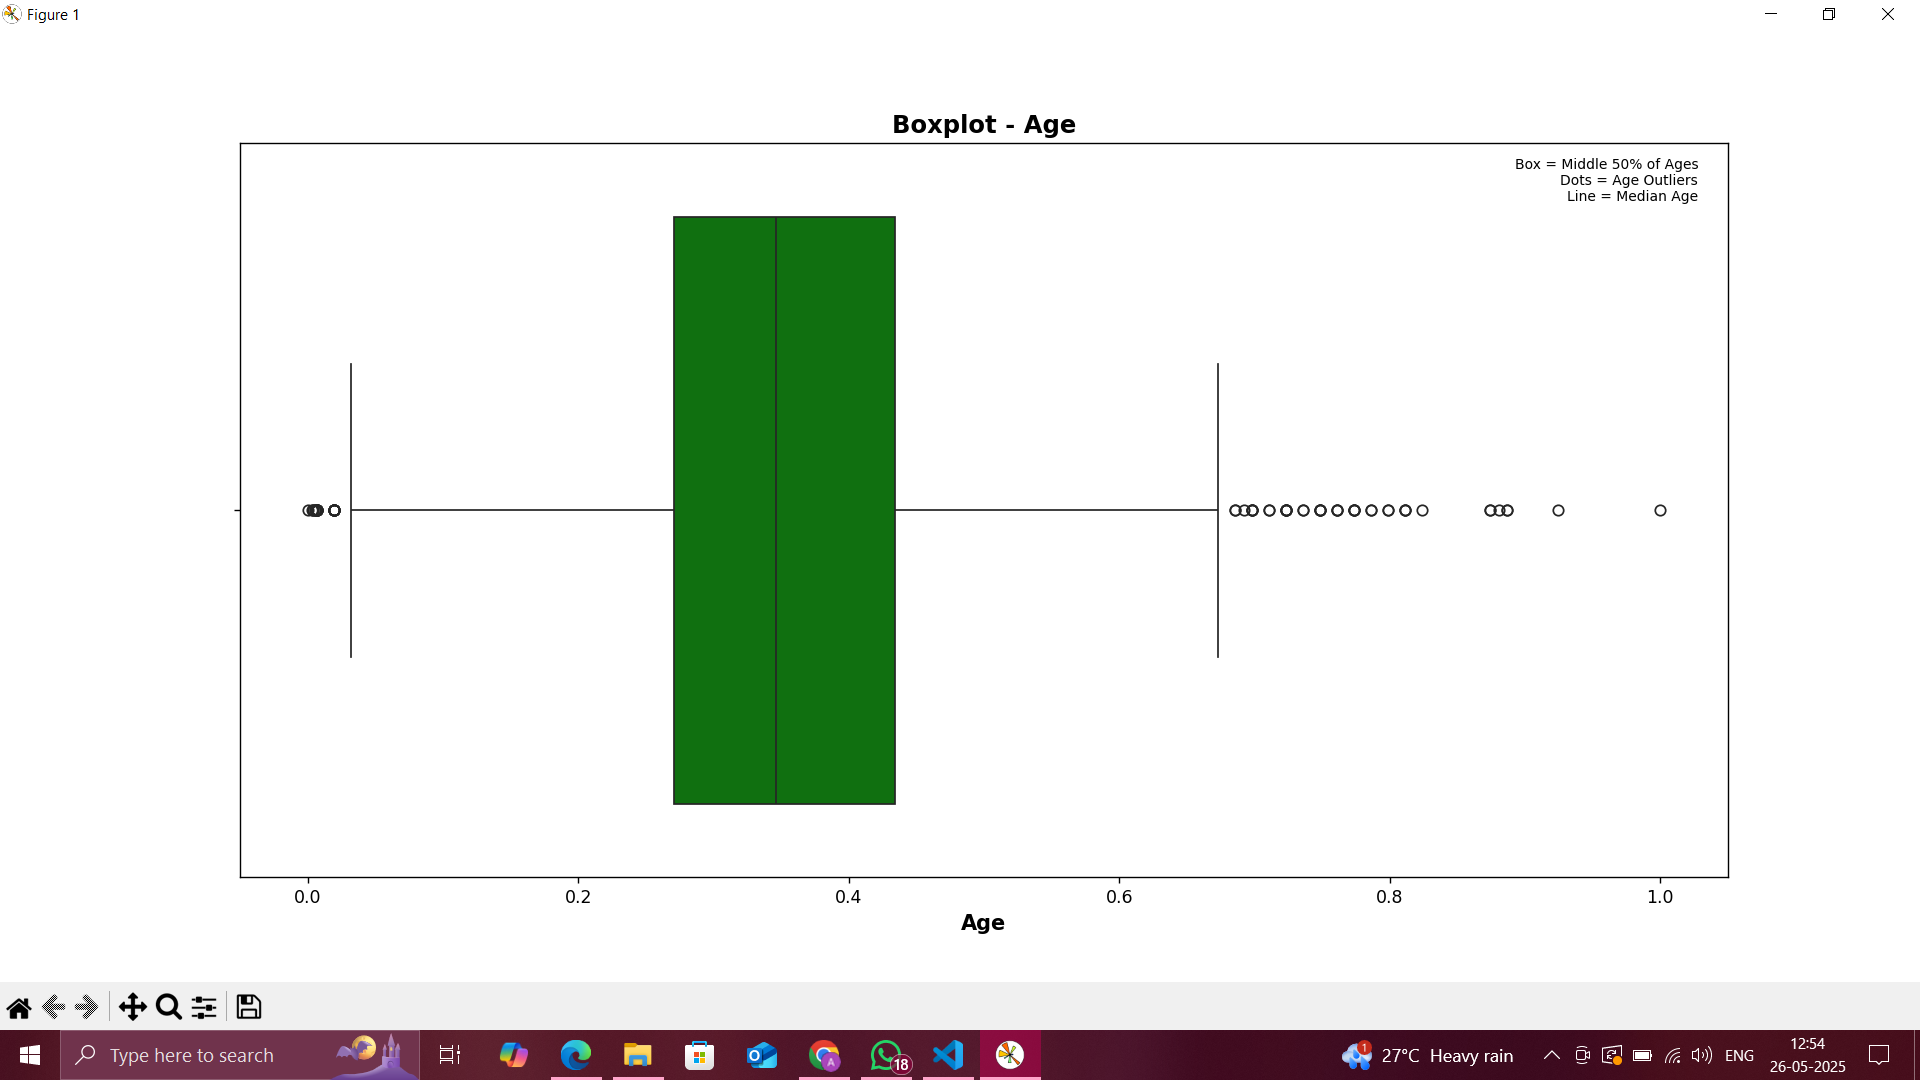 Figure 1
Boxplot - Age
Box = Middle 50% of Ages
Dots = Age Outliers
Line = Median Age
0.0 0.2 0.4 0.6 0.8 1.0
Age
Type here to search
18
1
27°C Heavy rain
ENG
12:54
26-05-2025